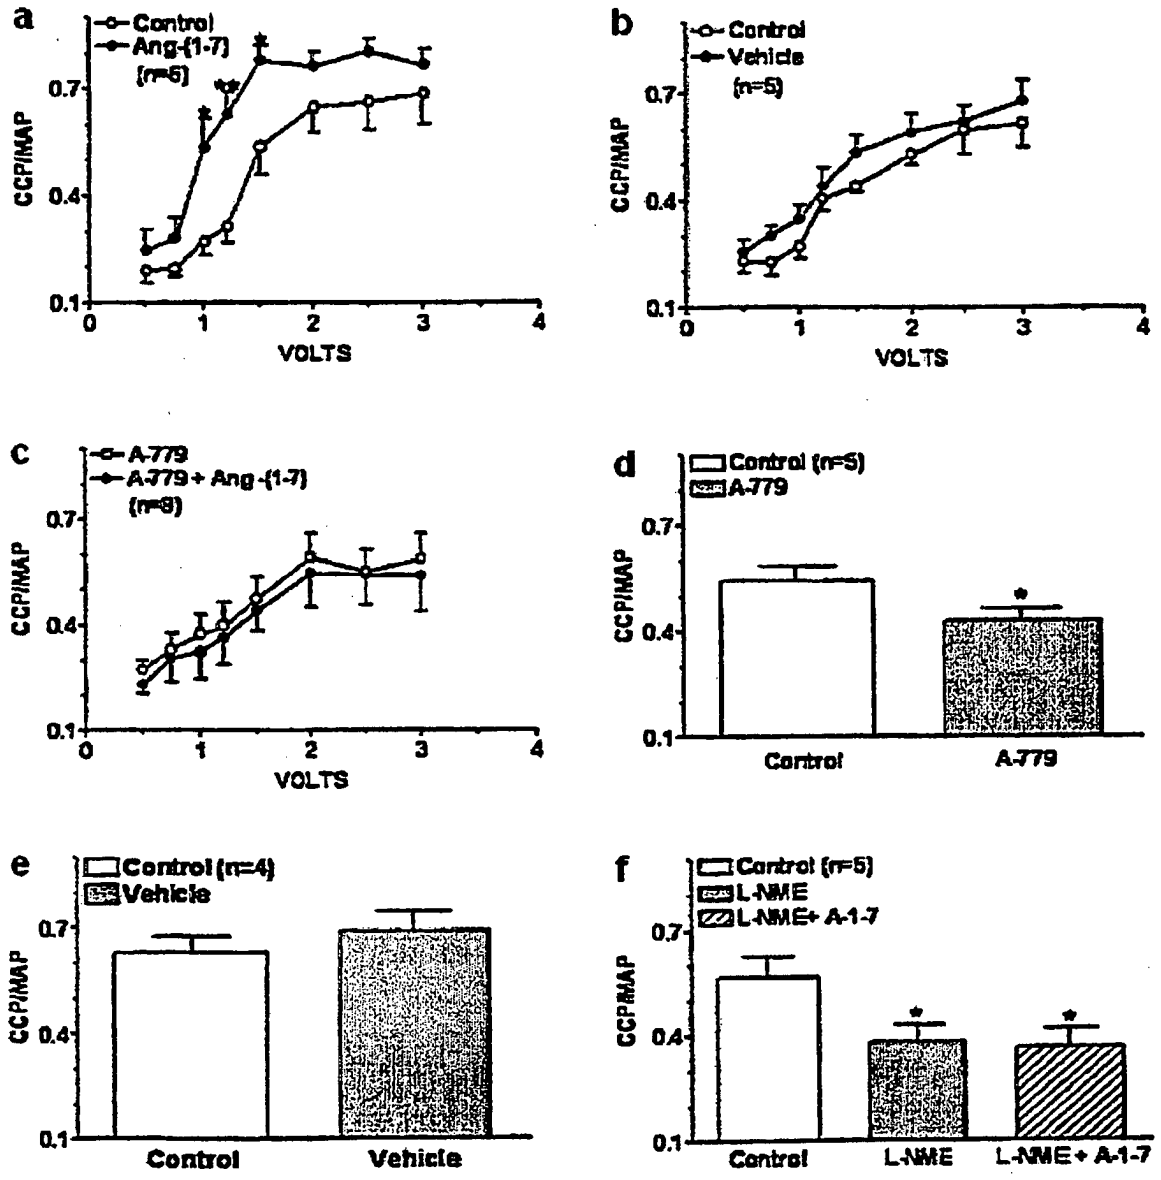 a
Control
Ang-(1-7)
(n=6)
*
**
*
0.7
0.4
0.1
CCP/MAP
0 1 2 3 4
VOLTS
b
Control
Vehicle
(n=5)
0.7
0.4
0.1
CCP/MAP
0 1 2 3 4
VOLTS
c
A-779
A-779 + Ang-(1-7)
0.7
0.4
0.1
CCP/MAP
0 1 2 3 4
VOLTS
d
Control (n=5)
A-779
0.7
0.4
0.1
CCP/MAP
*
Control A-779
e
Control (n=4)
Vehicle
0.7
0.4
0.1
CCP/MAP
Control Vehicle
f
Control (n=5)
L-NME
L-NME+ A-1-7
0.7
0.4
0.1
CCP/MAP
* *
Control L-NME L-NME + A-1-7